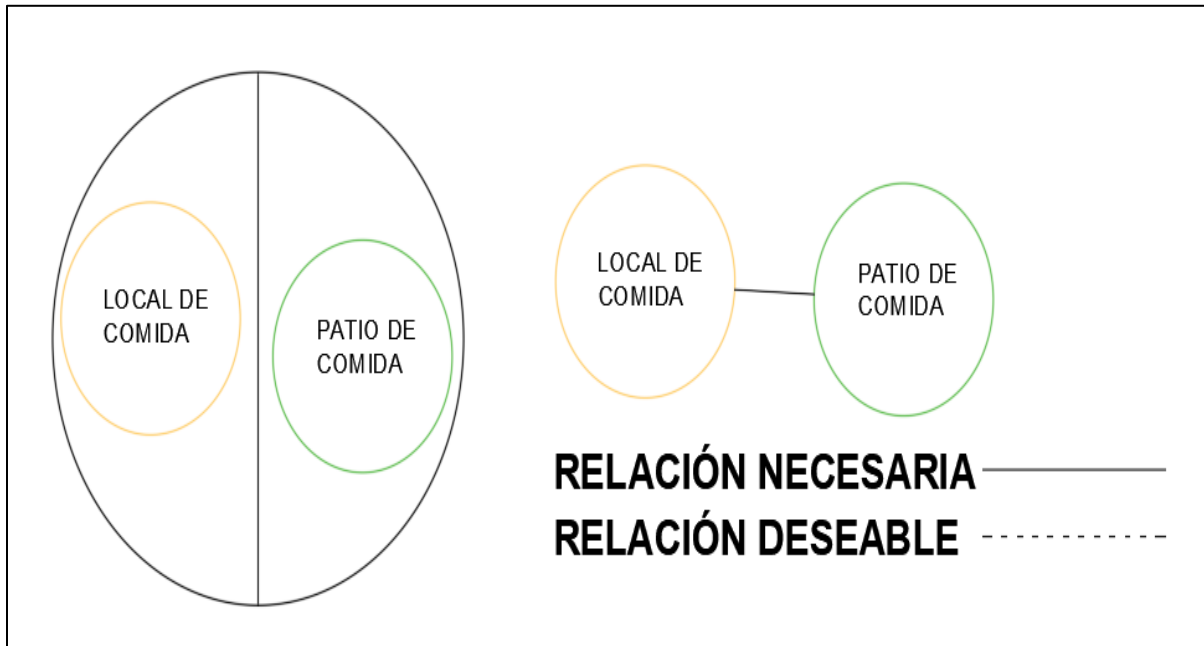 LOCAL DE
COMIDA
PATIO DE
COMIDA
LOCAL DE
COMIDA
PATIO DE
COMIDA
RELACIÓN NECESARIA
RELACIÓN DESEABLE